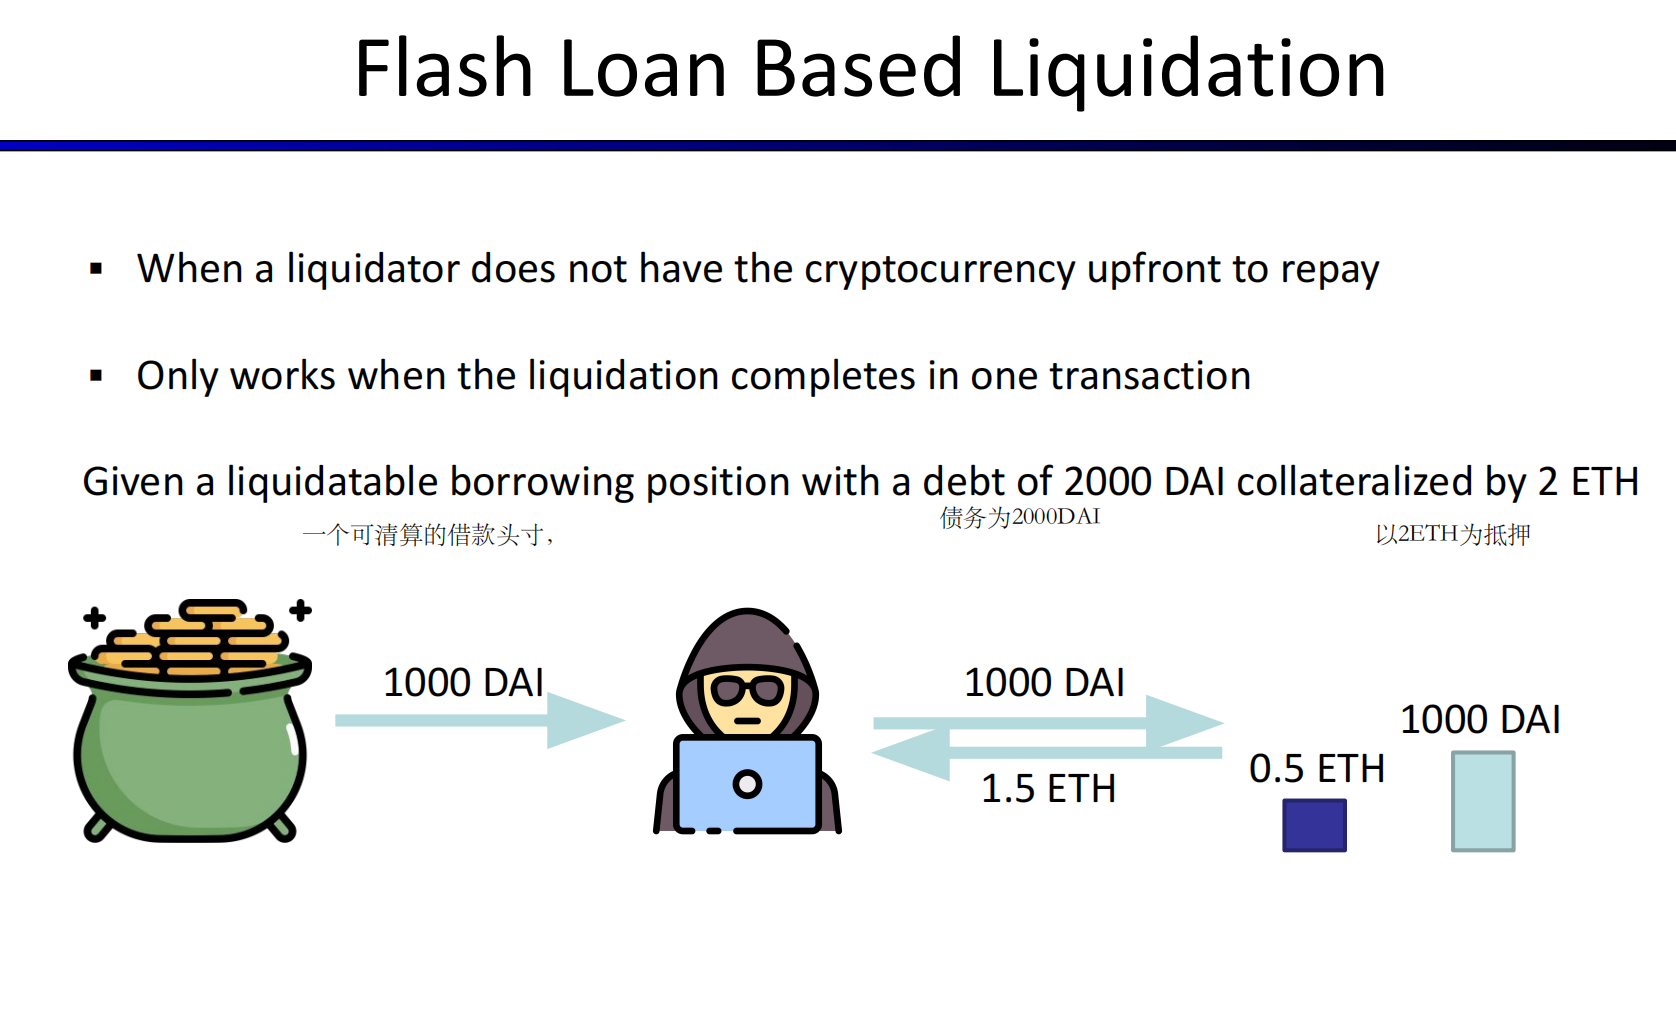 Flash Loan Based Liquidation
▪ When a liquidator does not have the cryptocurrency upfront to repay
▪ Only works when the liquidation completes in one transaction
Given a liquidatable borrowing position with a debt of 2000 DAI collateralized by 2 ETH
一个可清算的借款头寸，
债务为2000DAI
以2ETH为抵押
1000 DAI
1000 DAI
1.5 ETH
0.5 ETH
1000 DAI